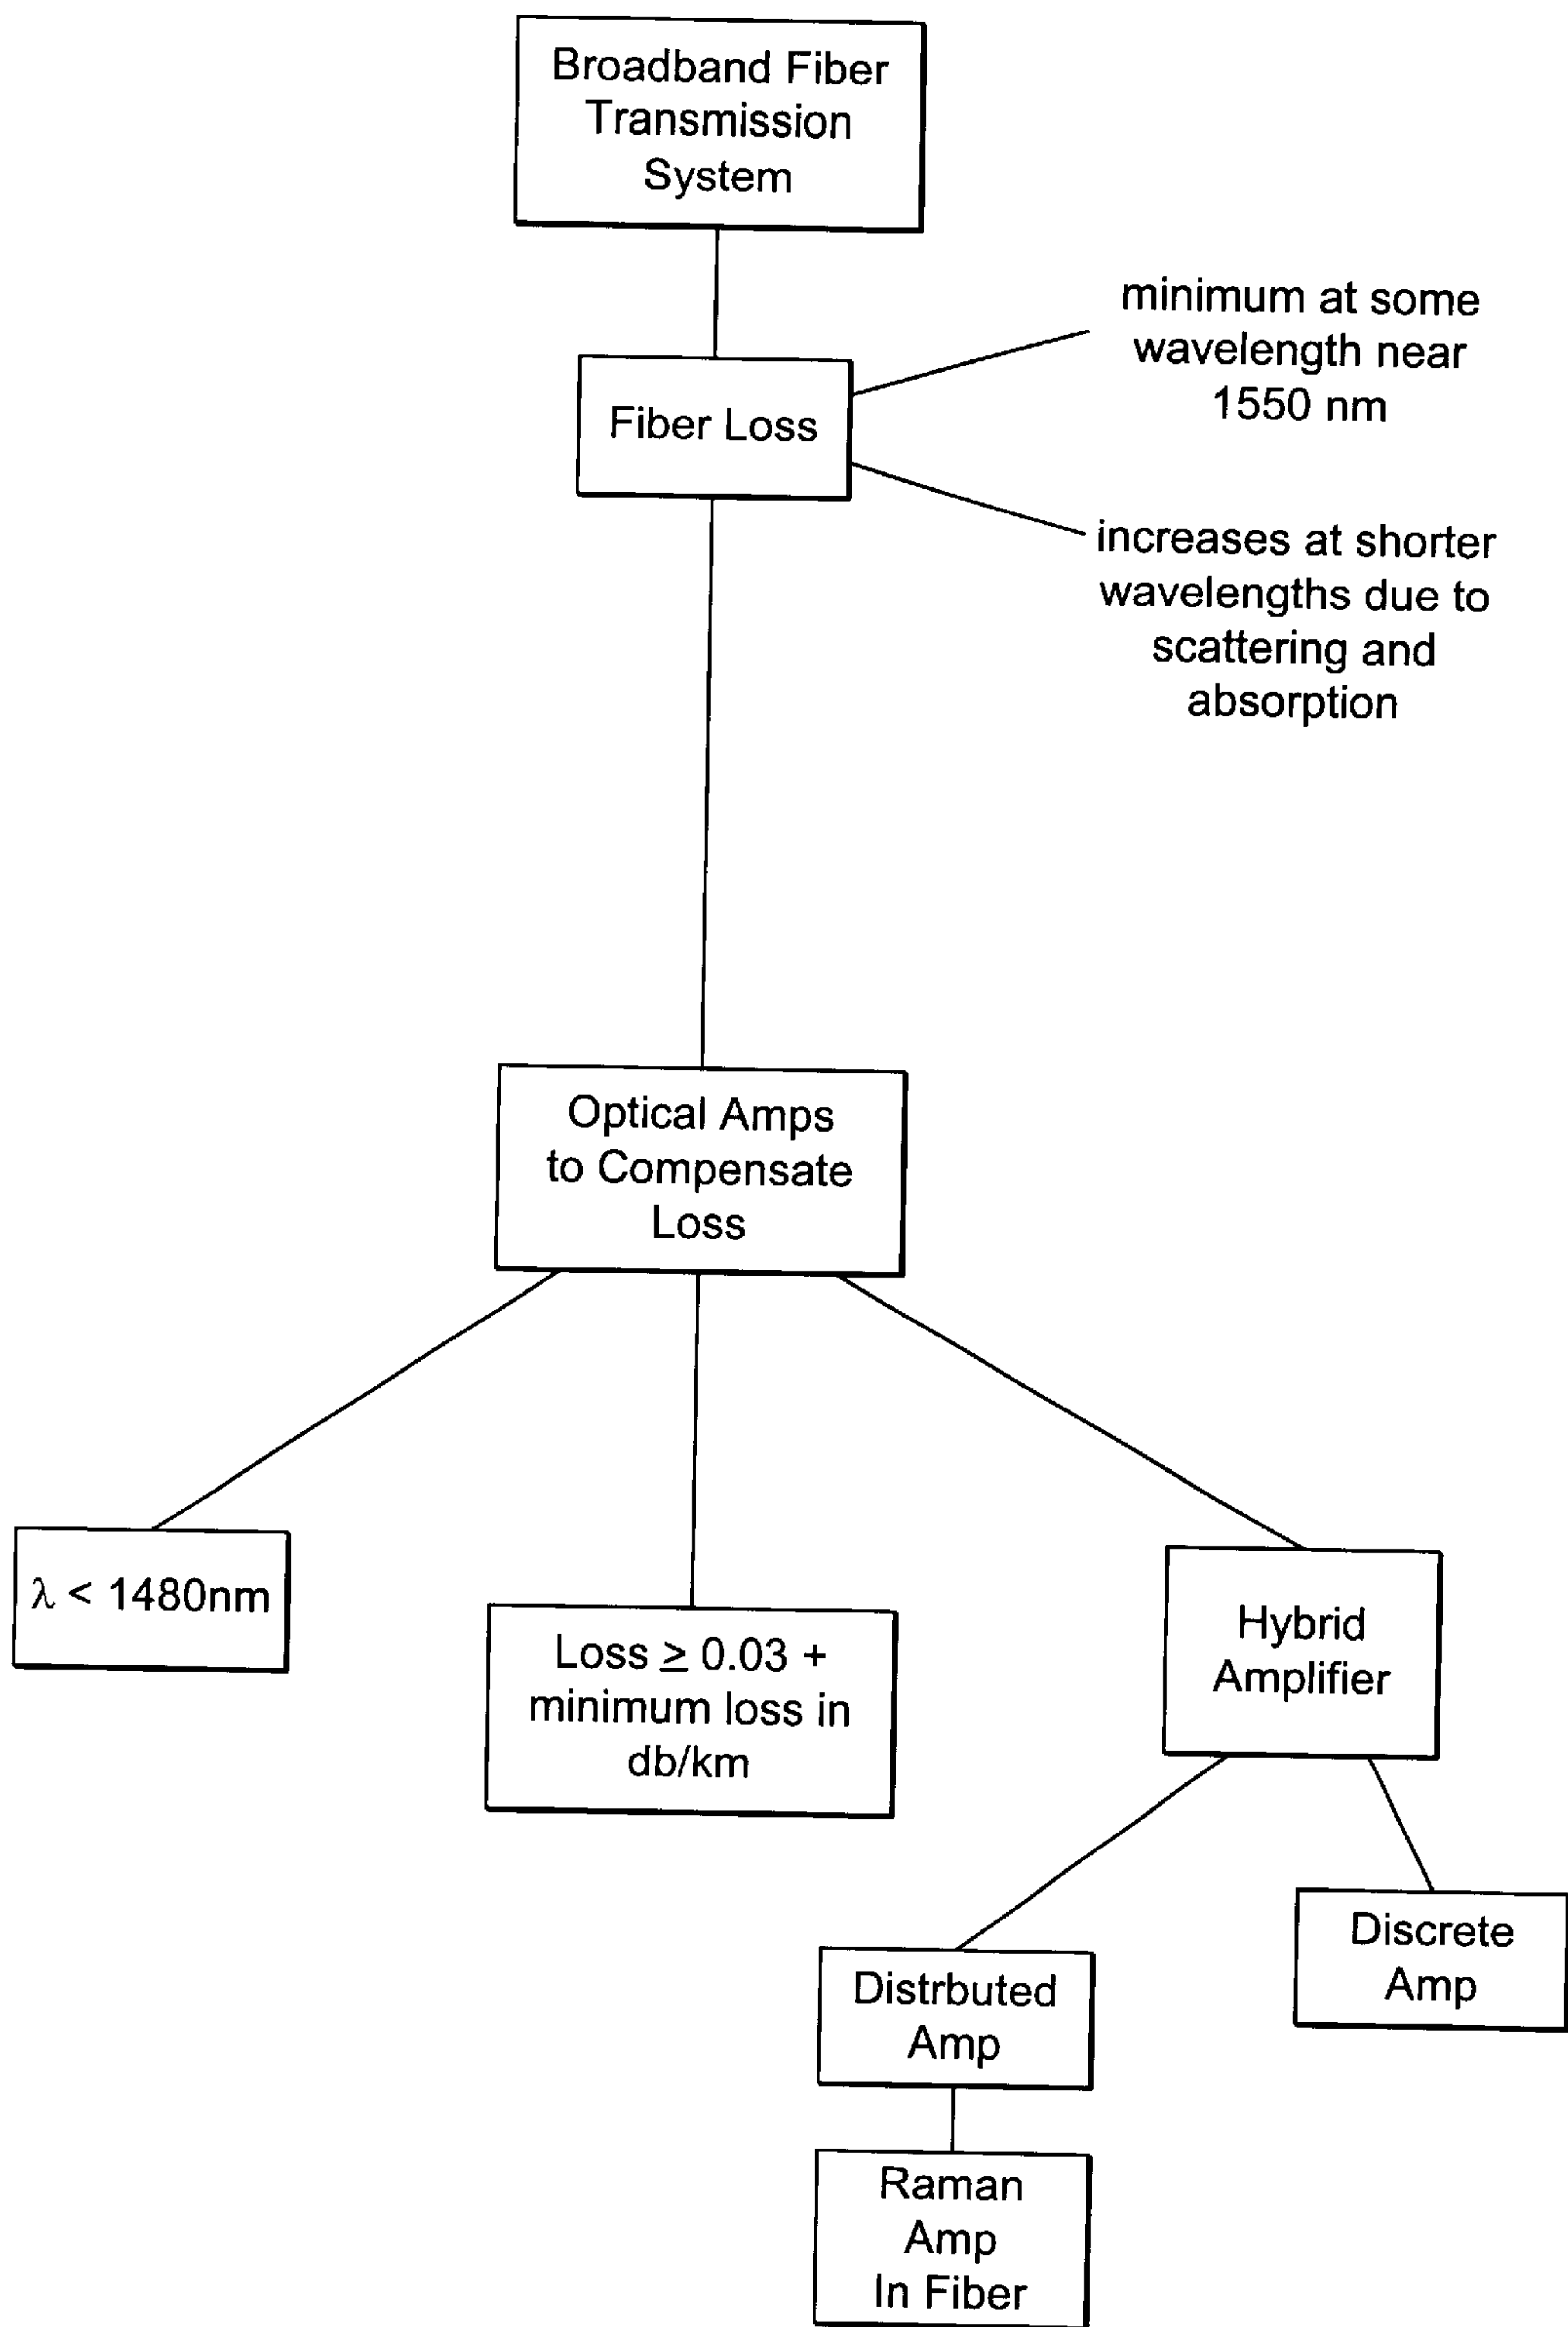 Broadband Fiber
Transmission
System
minimum at some
wavelength near
1550 nm
Fiber Loss
increases at shorter
wavelengths due to
scattering and
absorption
Optical Amps
to Compensate
Loss
λ < 1480nm
Loss ≥ 0.03 +
minimum loss in
db/km
Hybrid
Amplifier
Distrbuted
Amp
Discrete
Amp
Raman
Amp
In Fiber